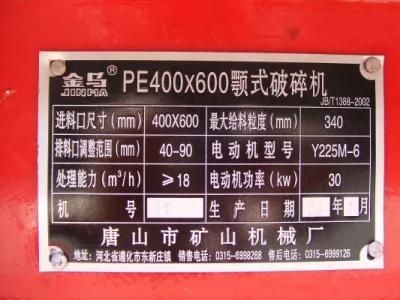 金马® PE400x600颚式破碎机
JINMA JB/T1388-2002
进料口尺寸(mm) 400X600 最大给料粒度(mm) 340
排料口调整范围(mm) 40-90 电动机型号 Y225M-6
处理能力(m³/h) ≥18 电动机功率(kw) 30
机号 生产日期 年 月
唐山市矿山机械厂
地址:河北省遵化市东新庄镇 销售电话:0315-6998268 售后电话:0315-6999126